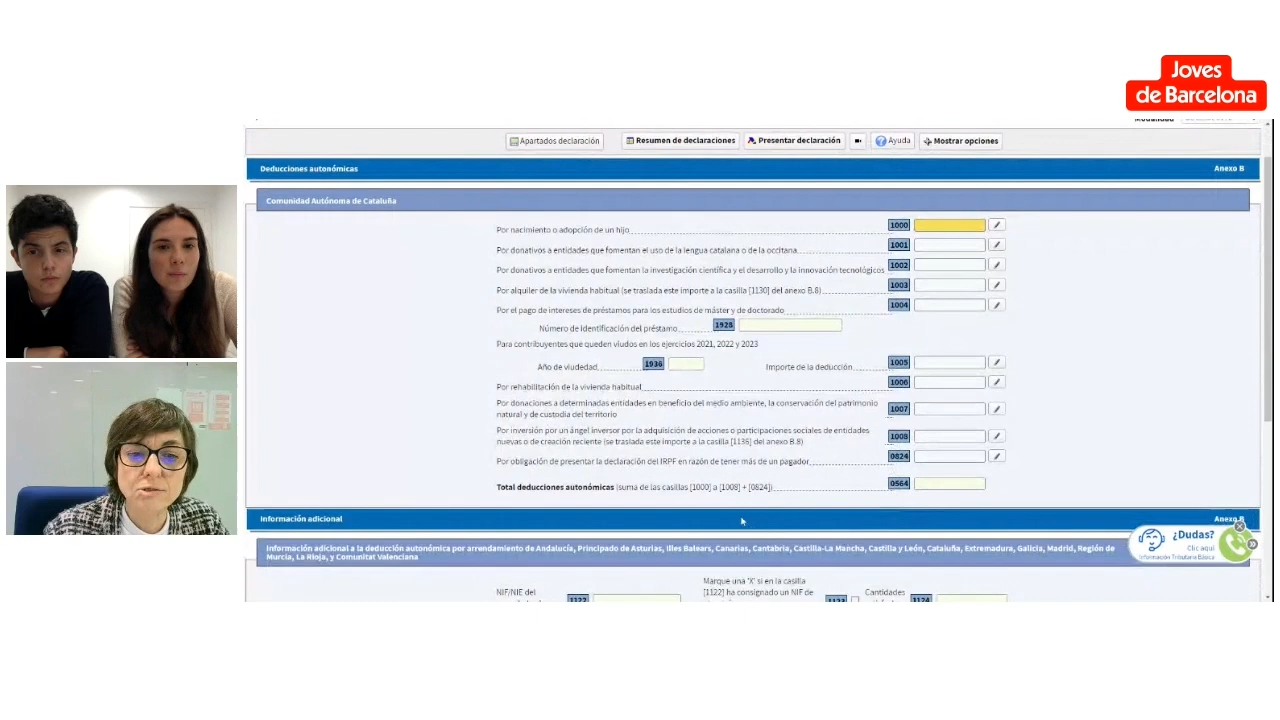 Joves
de Barcelona
Apartados declaración
Resumen de declaraciones
Presentar declaración
Ayuda
Mostrar opciones
Deducciones autonómicas
Anexo B
Comunidad Autónoma de Cataluña
Por nacimiento o adopción de un hijo
1000
Por donativos a entidades que fomentan el uso de la lengua catalana o de la occitana
1001
Por donativos a entidades que fomentan la investigación científica y el desarrollo y la innovación tecnológicos
1002
Por alquiler de la vivienda habitual (se traslada este importe a la casilla [1130] del anexo B.8)
1003
Por el pago de intereses de préstamos para los estudios de máster y de doctorado
1004
Número de identificación del préstamo
1928
Para contribuyentes que queden viudos en los ejercicios 2021, 2022 y 2023
Año de viudedad
1936
Importe de la deducción
1005
Por rehabilitación de la vivienda habitual
1006
Por donaciones a determinadas entidades en beneficio del medio ambiente, la conservación del patrimonio
natural y de custodia del territorio
1007
Por inversión por un ángel inversor por la adquisición de acciones o participaciones sociales de entidades
nuevas o de creación reciente (se traslada este importe a la casilla [1136] del anexo B.8)
1008
Por obligación de presentar la declaración del IRPF en razón de tener más de un pagador
0824
Total deducciones autonómicas (suma de las casillas [1000] a [1008] + [0824])
0564
Información adicional
Anexo B
¿Dudas?
Clic aquí
Información Tributaria Básica
Información adicional a la deducción autonómica por arrendamiento de Andalucía, Principado de Asturias, Illes Balears, Canarias, Cantabria, Castilla-La Mancha, Castilla y León, Cataluña, Extremadura, Galicia, Madrid, Región de
Murcia, La Rioja, y Comunitat Valenciana
NIF/NIE del
1122
Marque una 'X' si en la casilla
[1122] ha consignado un NIF de
1123
Cantidades
1124